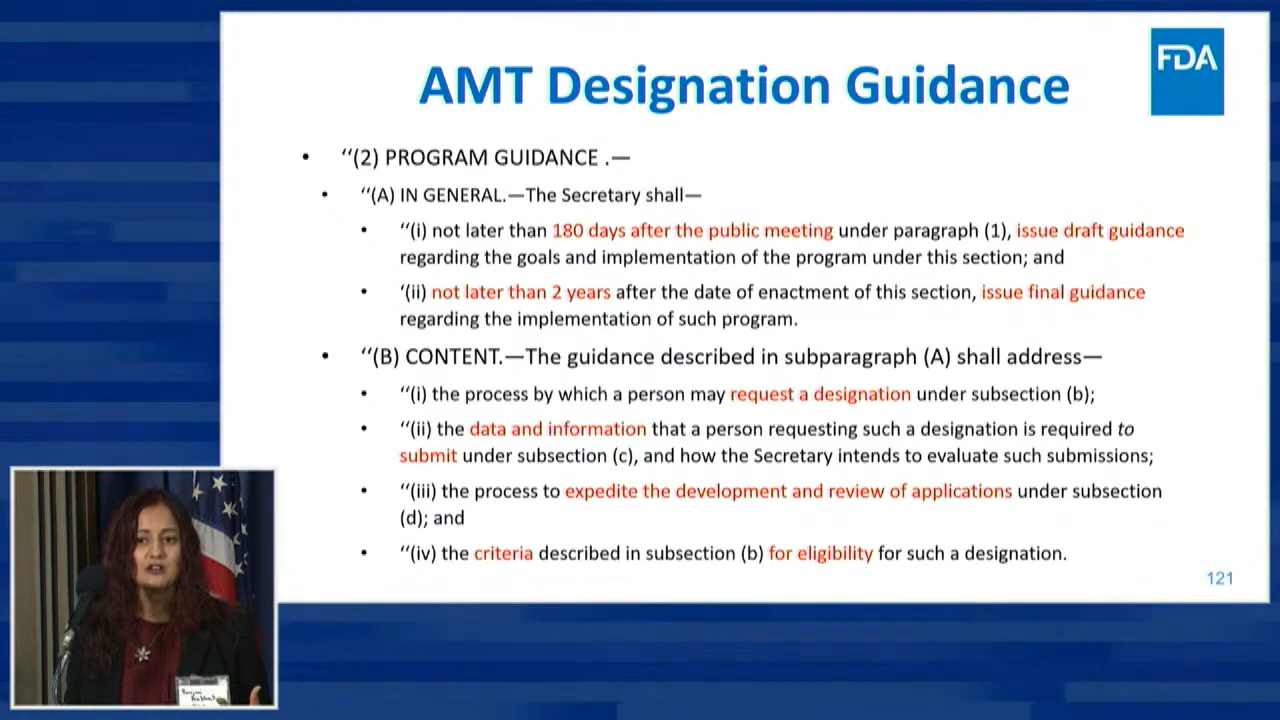 FDA
AMT Designation Guidance
• ‘‘(2) PROGRAM GUIDANCE .—
• ‘‘(A) IN GENERAL.—The Secretary shall—
• ‘‘(i) not later than 180 days after the public meeting under paragraph (1), issue draft guidance
regarding the goals and implementation of the program under this section; and
• ‘(ii) not later than 2 years after the date of enactment of this section, issue final guidance
regarding the implementation of such program.
• ‘‘(B) CONTENT.—The guidance described in subparagraph (A) shall address—
• ‘‘(i) the process by which a person may request a designation under subsection (b);
• ‘‘(ii) the data and information that a person requesting such a designation is required to
submit under subsection (c), and how the Secretary intends to evaluate such submissions;
• ‘‘(iii) the process to expedite the development and review of applications under subsection
(d); and
• ‘‘(iv) the criteria described in subsection (b) for eligibility for such a designation.
121